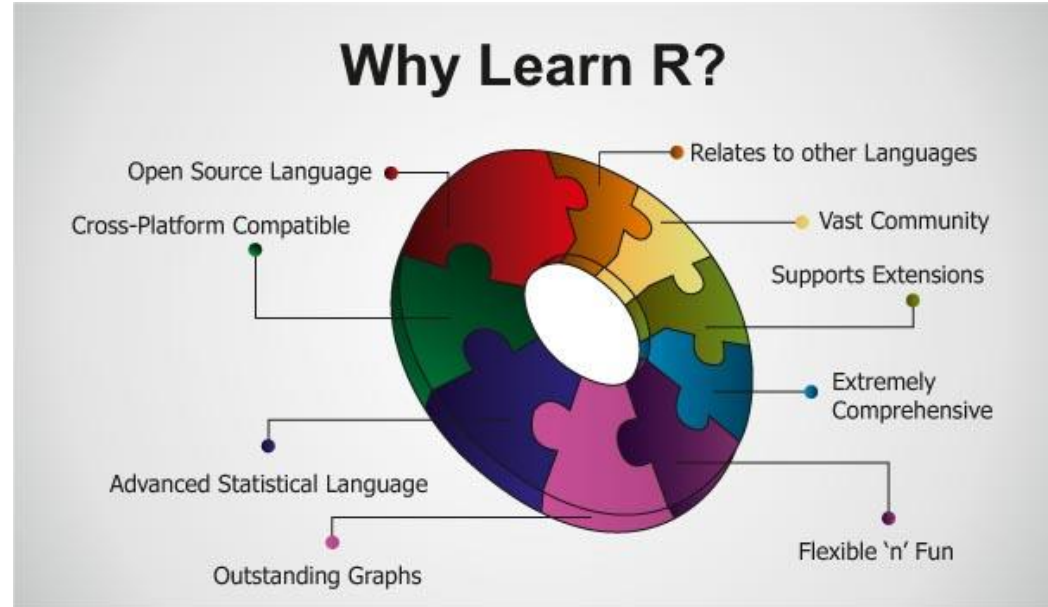 Why Learn R?
Open Source Language
Relates to other Languages
Cross-Platform Compatible
Vast Community
Supports Extensions
Extremely
Comprehensive
Advanced Statistical Language
Flexible ‘n’ Fun
Outstanding Graphs